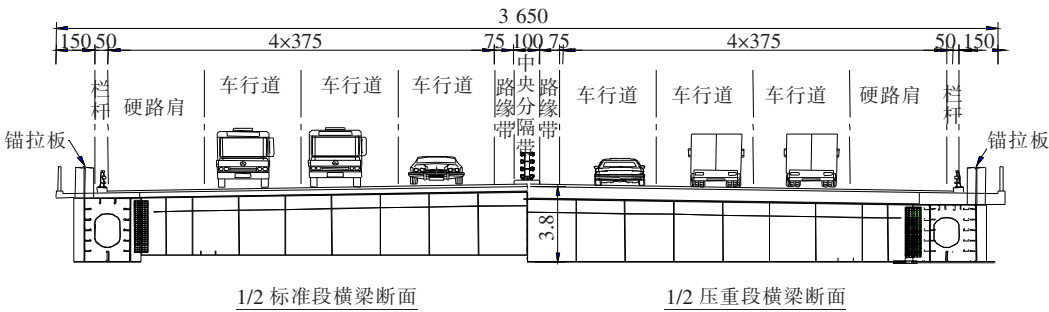 3 650
150 50 4×375 75 100 75 4×375 50 150
栏杆
硬路肩
车行道
车行道
车行道
路缘带
中央分隔带
路缘带
车行道
车行道
车行道
硬路肩
栏杆
锚拉板
锚拉板
3.8
1/2 标准段横梁断面
1/2 压重段横梁断面